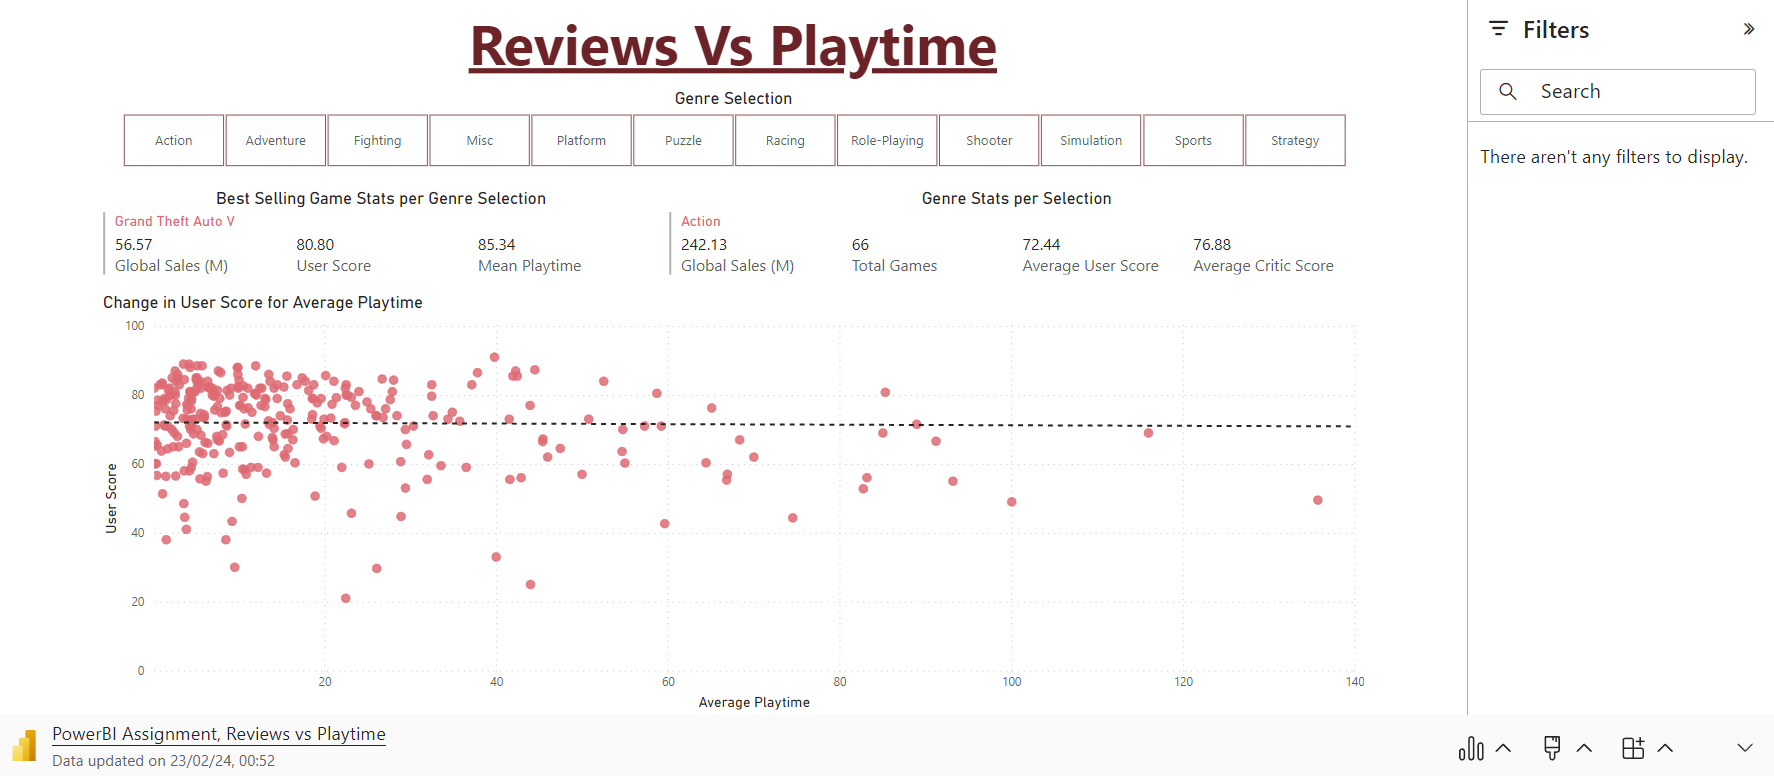 Reviews Vs Playtime
Filters
Search
There aren't any filters to display.
Genre Selection
Action Adventure Fighting Misc Platform Puzzle Racing Role-Playing Shooter Simulation Sports Strategy
Best Selling Game Stats per Genre Selection
Grand Theft Auto V
56.57 80.80 85.34
Global Sales (M) User Score Mean Playtime
Genre Stats per Selection
Action
242.13 66 72.44 76.88
Global Sales (M) Total Games Average User Score Average Critic Score
Change in User Score for Average Playtime
User Score
100
80
60
40
20
0
20 40 60 80 100 120 140
Average Playtime
PowerBI Assignment, Reviews vs Playtime
Data updated on 23/02/24, 00:52